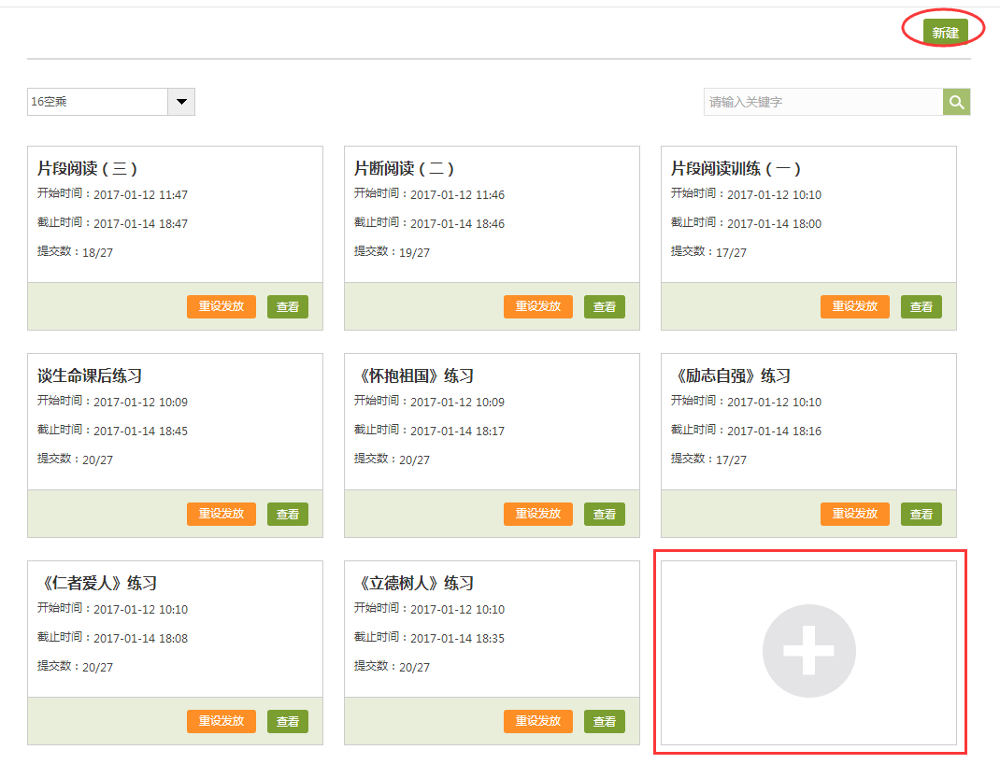 新建
16空乘
请输入关键字
片段阅读（三）
开始时间：2017-01-12 11:47
截止时间：2017-01-14 18:47
提交数：18/27
重设发放 查看
片断阅读（二）
开始时间：2017-01-12 11:46
截止时间：2017-01-14 18:46
提交数：19/27
重设发放 查看
片段阅读训练（一）
开始时间：2017-01-12 10:10
截止时间：2017-01-14 18:00
提交数：17/27
重设发放 查看
谈生命课后练习
开始时间：2017-01-12 10:09
截止时间：2017-01-14 18:45
提交数：20/27
重设发放 查看
《怀抱祖国》练习
开始时间：2017-01-12 10:09
截止时间：2017-01-14 18:17
提交数：20/27
重设发放 查看
《励志自强》练习
开始时间：2017-01-12 10:10
截止时间：2017-01-14 18:16
提交数：17/27
重设发放 查看
《仁者爱人》练习
开始时间：2017-01-12 10:10
截止时间：2017-01-14 18:08
提交数：20/27
重设发放 查看
《立德树人》练习
开始时间：2017-01-12 10:10
截止时间：2017-01-14 18:35
提交数：20/27
重设发放 查看